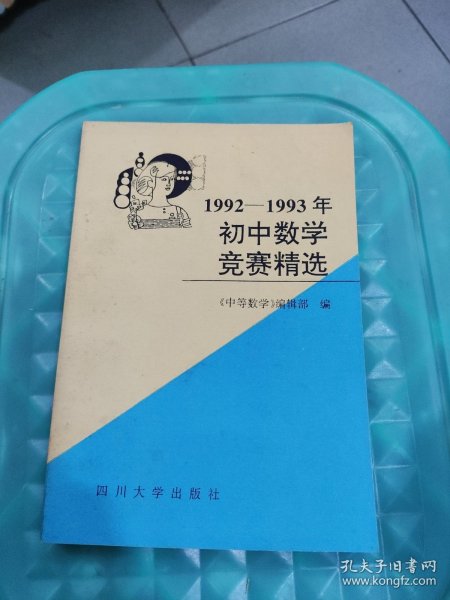 1992—1993年
初中数学
竞赛精选
《中等数学》编辑部 编
四川大学出版社
孔夫子旧书网
www.kongfz.com